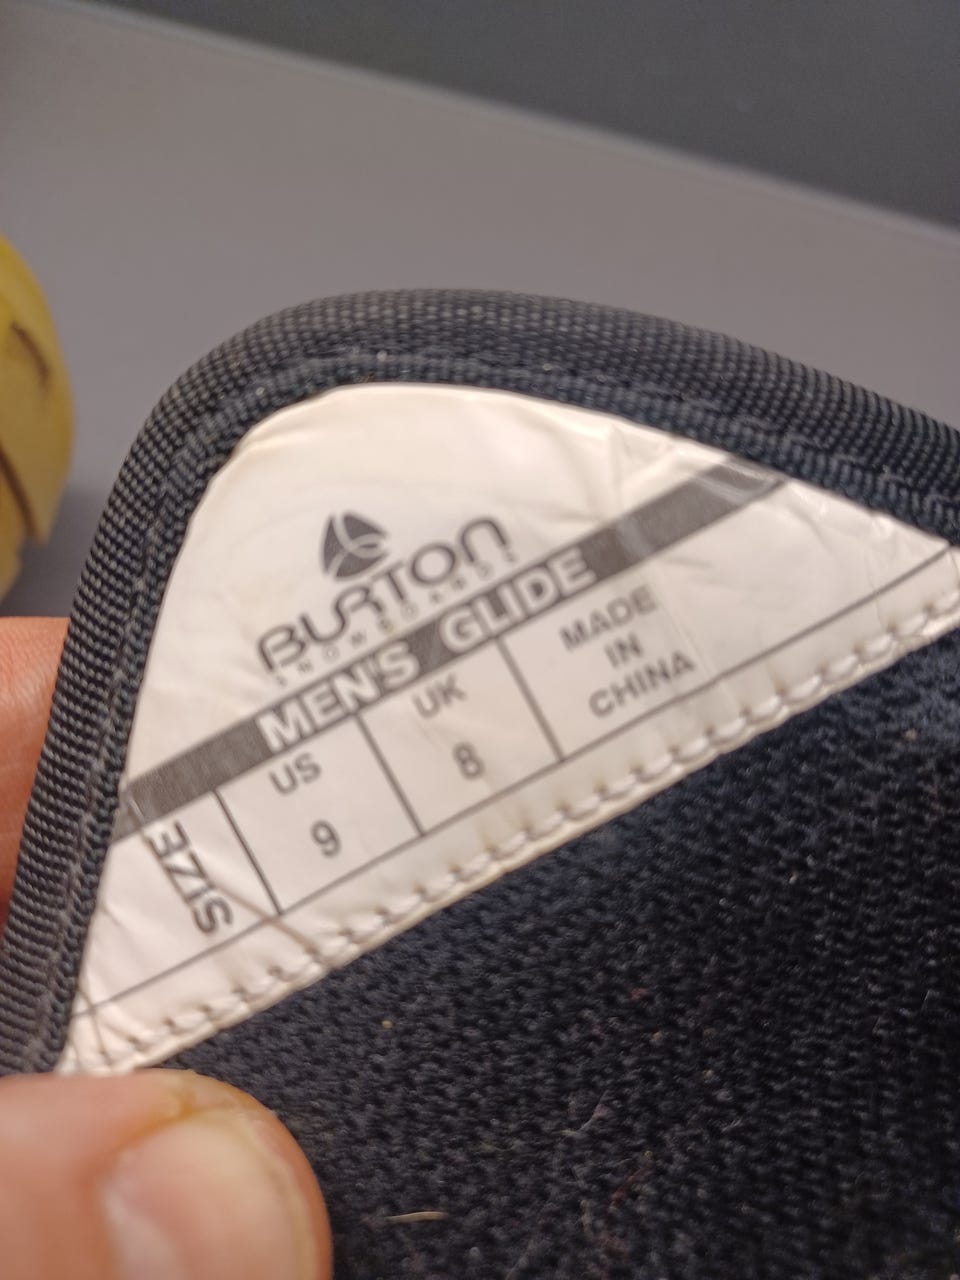 BURTON
SNOWBOARDS
MEN'S GLIDE
SIZE
US
9
UK
8
MADE
IN
CHINA